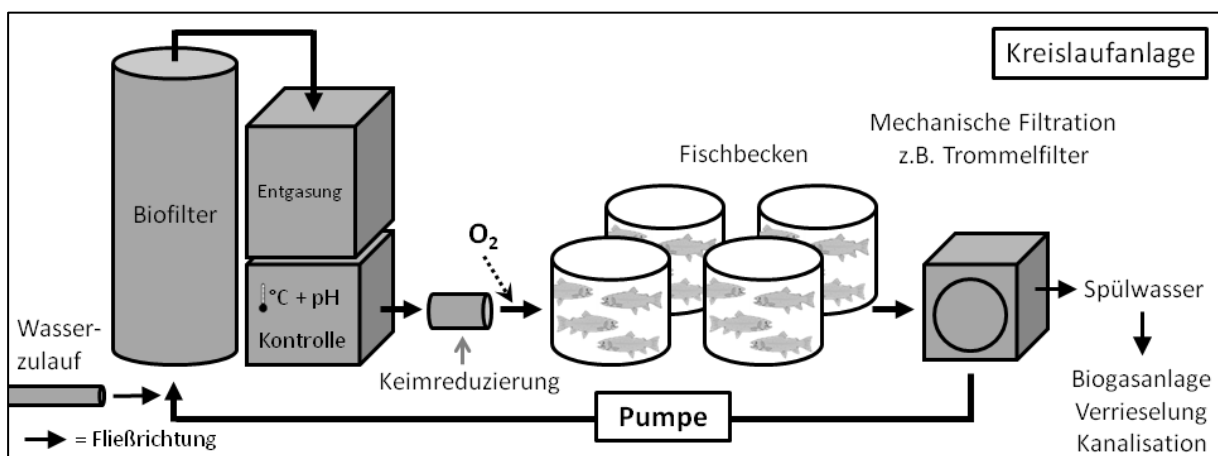 Kreislaufanlage
Mechanische Filtration
z.B. Trommelfilter
Fischbecken
Entgasung
Biofilter
O₂
°C + pH
Kontrolle
Spülwasser
Wasser-
zulauf
Keimreduzierung
Biogasanlage
Verrieselung
Kanalisation
Pumpe
= Fließrichtung